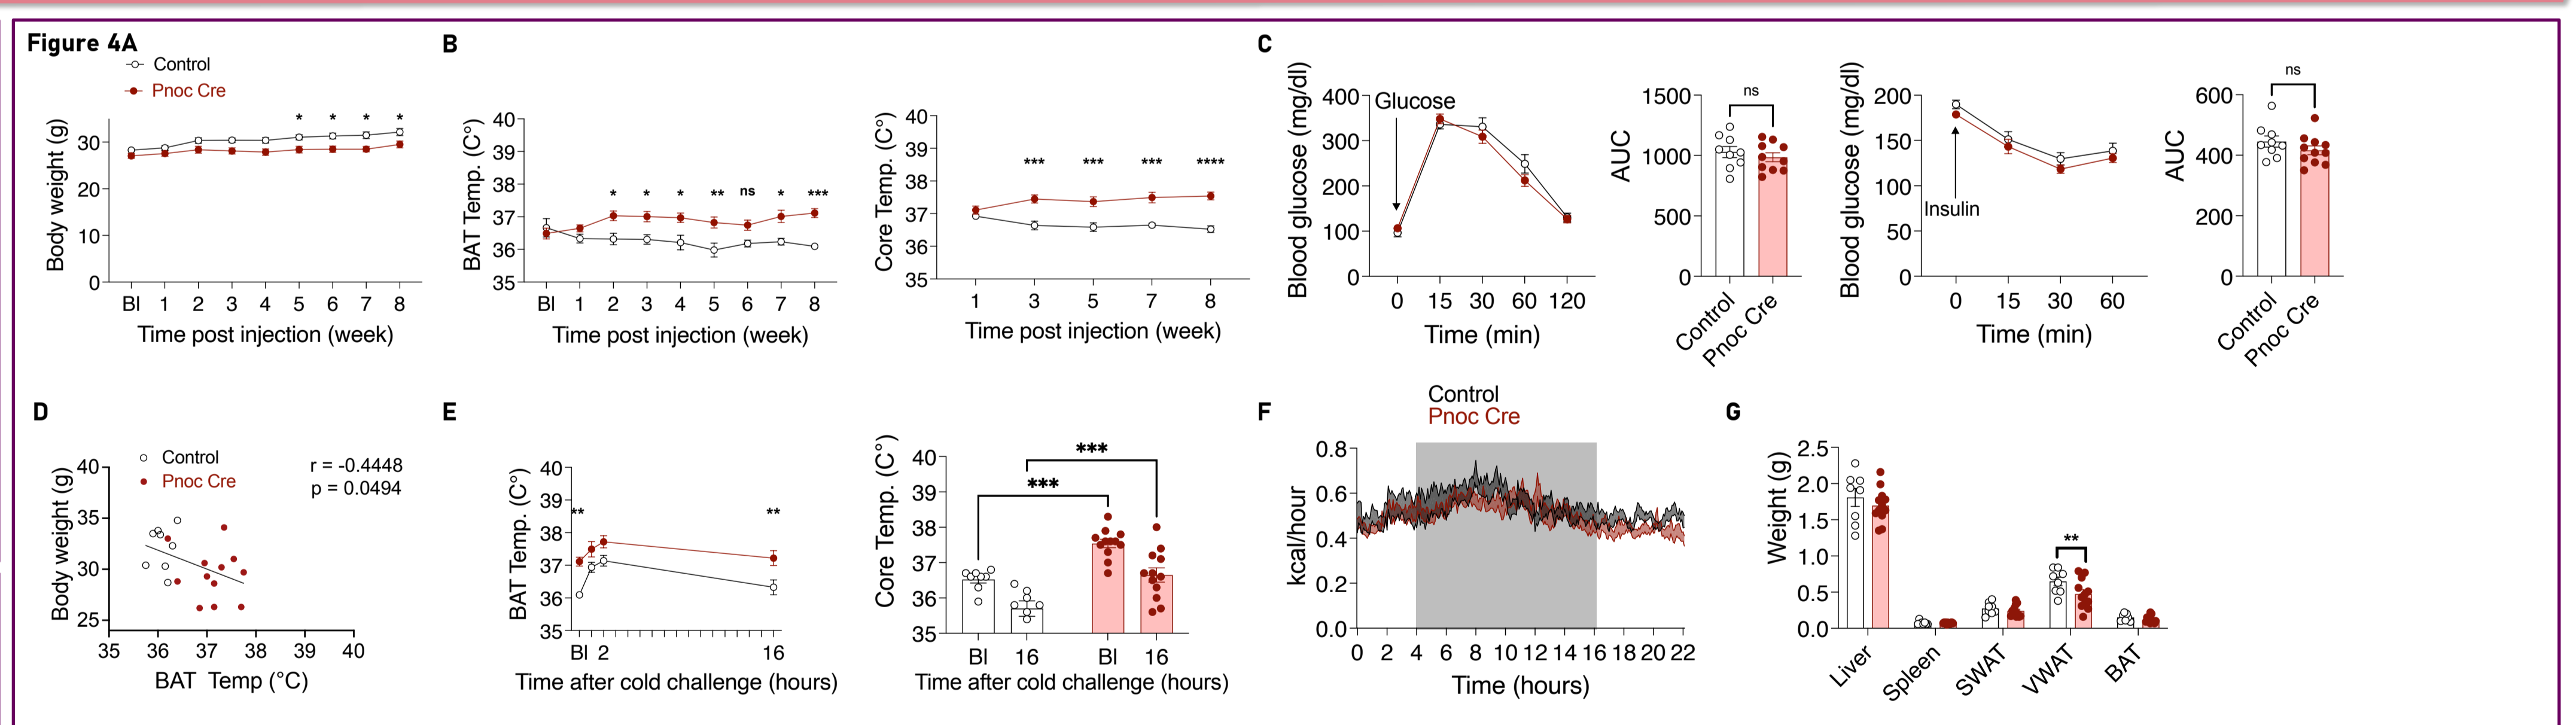 Figure 4A
Control
Pnoc Cre
Body weight (g)
30
20
10
0
* * * *
BI 1 2 3 4 5 6 7 8
Time post injection (week)
B
BAT Temp. (C°)
40
39
38
37
36
35
* * * ** ns * ***
BI 1 2 3 4 5 6 7 8
Time post injection (week)
Core Temp. (C°)
40
39
38
37
36
35
*** *** *** ****
1 3 5 7 8
Time post injection (week)
C
Blood glucose (mg/dl)
400
300
200
100
0
Glucose
0 15 30 60 120
Time (min)
AUC
1500
1000
500
0
ns
Control
Pnoc Cre
Blood glucose (mg/dl)
200
150
100
50
0
Insulin
0 15 30 60
Time (min)
AUC
600
400
200
0
ns
Control
Pnoc Cre
D
Control
Pnoc Cre
r = -0.4448
p = 0.0494
Body weight (g)
40
35
30
25
35 36 37 38 39 40
BAT Temp (°C)
E
BAT Temp. (C°)
40
39
38
37
36
35
** **
BI 2 16
Time after cold challenge (hours)
Core Temp. (C°)
40
39
38
37
36
35
***
***
BI 16 BI 16
Time after cold challenge (hours)
F
Control
Pnoc Cre
kcal/hour
0.8
0.6
0.4
0.2
0.0
0 2 4 6 8 10 12 14 16 18 20 22
Time (hours)
G
Weight (g)
2.5
2.0
1.5
1.0
0.5
0.0
**
Liver
Spleen
SWAT
VWAT
BAT